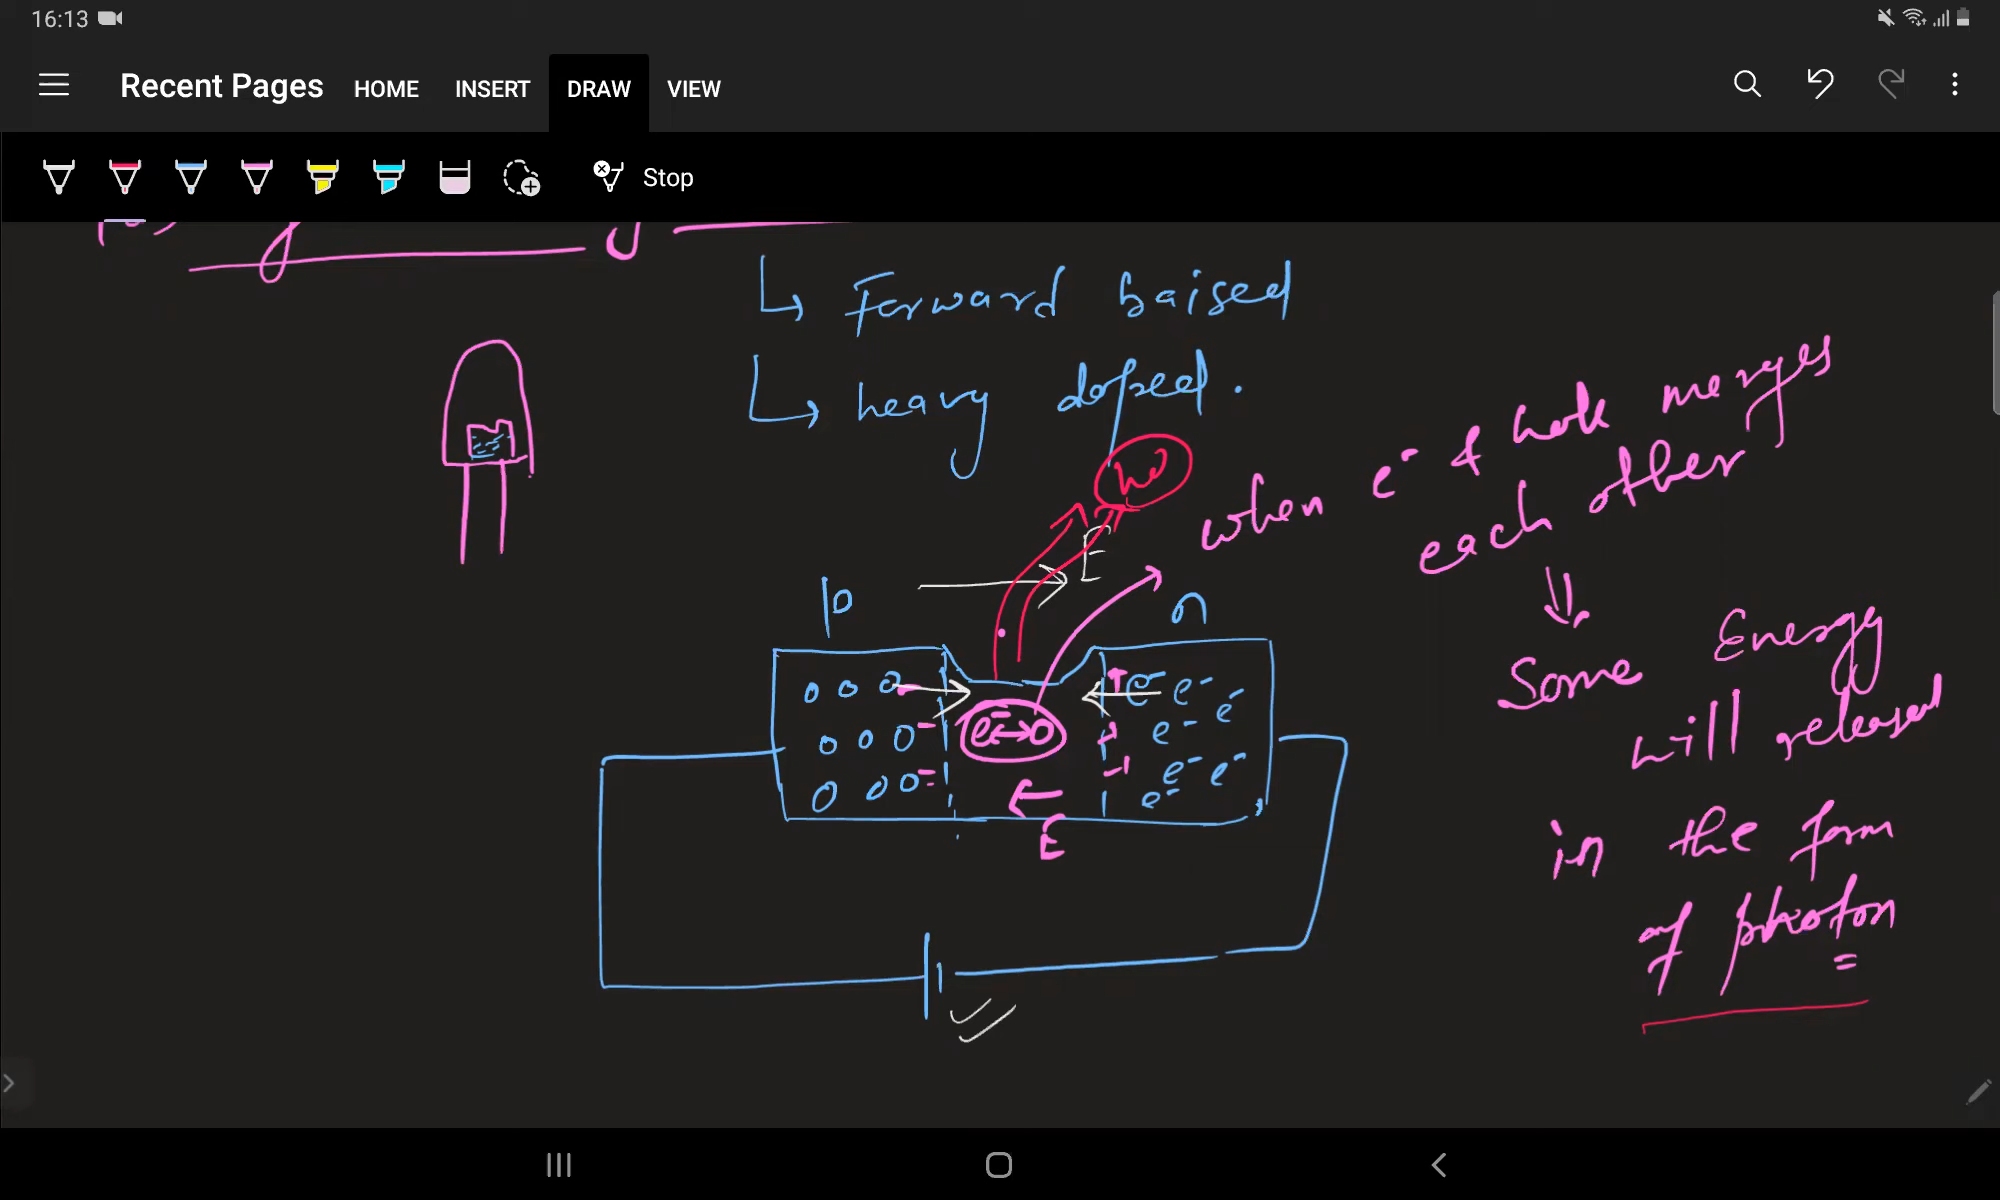 16:13
Recent Pages HOME INSERT DRAW VIEW
Stop
Forward baised
heavy doped.
when e- & hole merges
each other
Some Energy
will released
in the form
of photon
hν
E
p
n
o o o
o o o
o o o
e- o
e- e- e-
e-
e- e-
e-
E